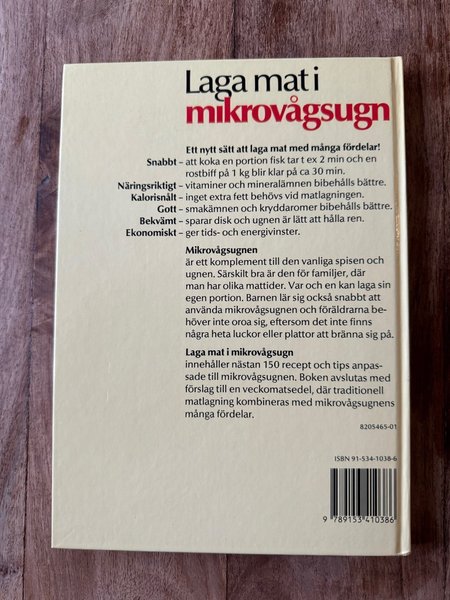 Laga mat i
mikrovågsugn
Ett nytt sätt att laga mat med många fördelar!
Snabbt – att koka en portion fisk tar t ex 2 min och en
rostbiff på 1 kg blir klar på ca 30 min.
Näringsriktigt – vitaminer och mineralämnen bibehålls bättre.
Kalorisnålt – inget extra fett behövs vid matlagningen.
Gott – smakämnen och kryddaromer bibehålls bättre.
Bekvämt – sparar disk och ugnen är lätt att hålla ren.
Ekonomiskt – ger tids- och energivinster.
Mikrovågsugnen
är ett komplement till den vanliga spisen och
ugnen. Särskilt bra är den för familjer, där
man har olika mattider. Var och en kan laga sin
egen portion. Barnen lär sig också snabbt att
använda mikrovågsugnen och föräldrarna be-
höver inte oroa sig, eftersom det inte finns
några heta luckor eller plattor att bränna sig på.
Laga mat i mikrovågsugn
innehåller nästan 150 recept och tips anpas-
sade till mikrovågsugnen. Boken avslutas med
förslag till en veckomatsedel, där traditionell
matlagning kombineras med mikrovågsugnens
många fördelar.
8205465-01
ISBN 91-534-1038-6
9 789153 410386